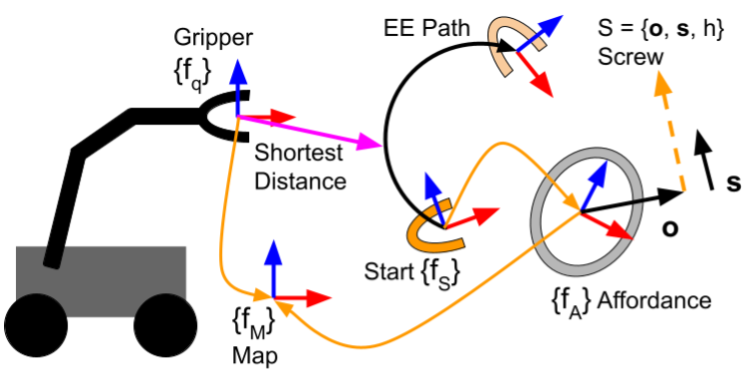 Gripper
{f_q}
EE Path
S = {o, s, h}
Screw
Shortest
Distance
s
o
Start {f_S}
{f_A} Affordance
{f_M}
Map